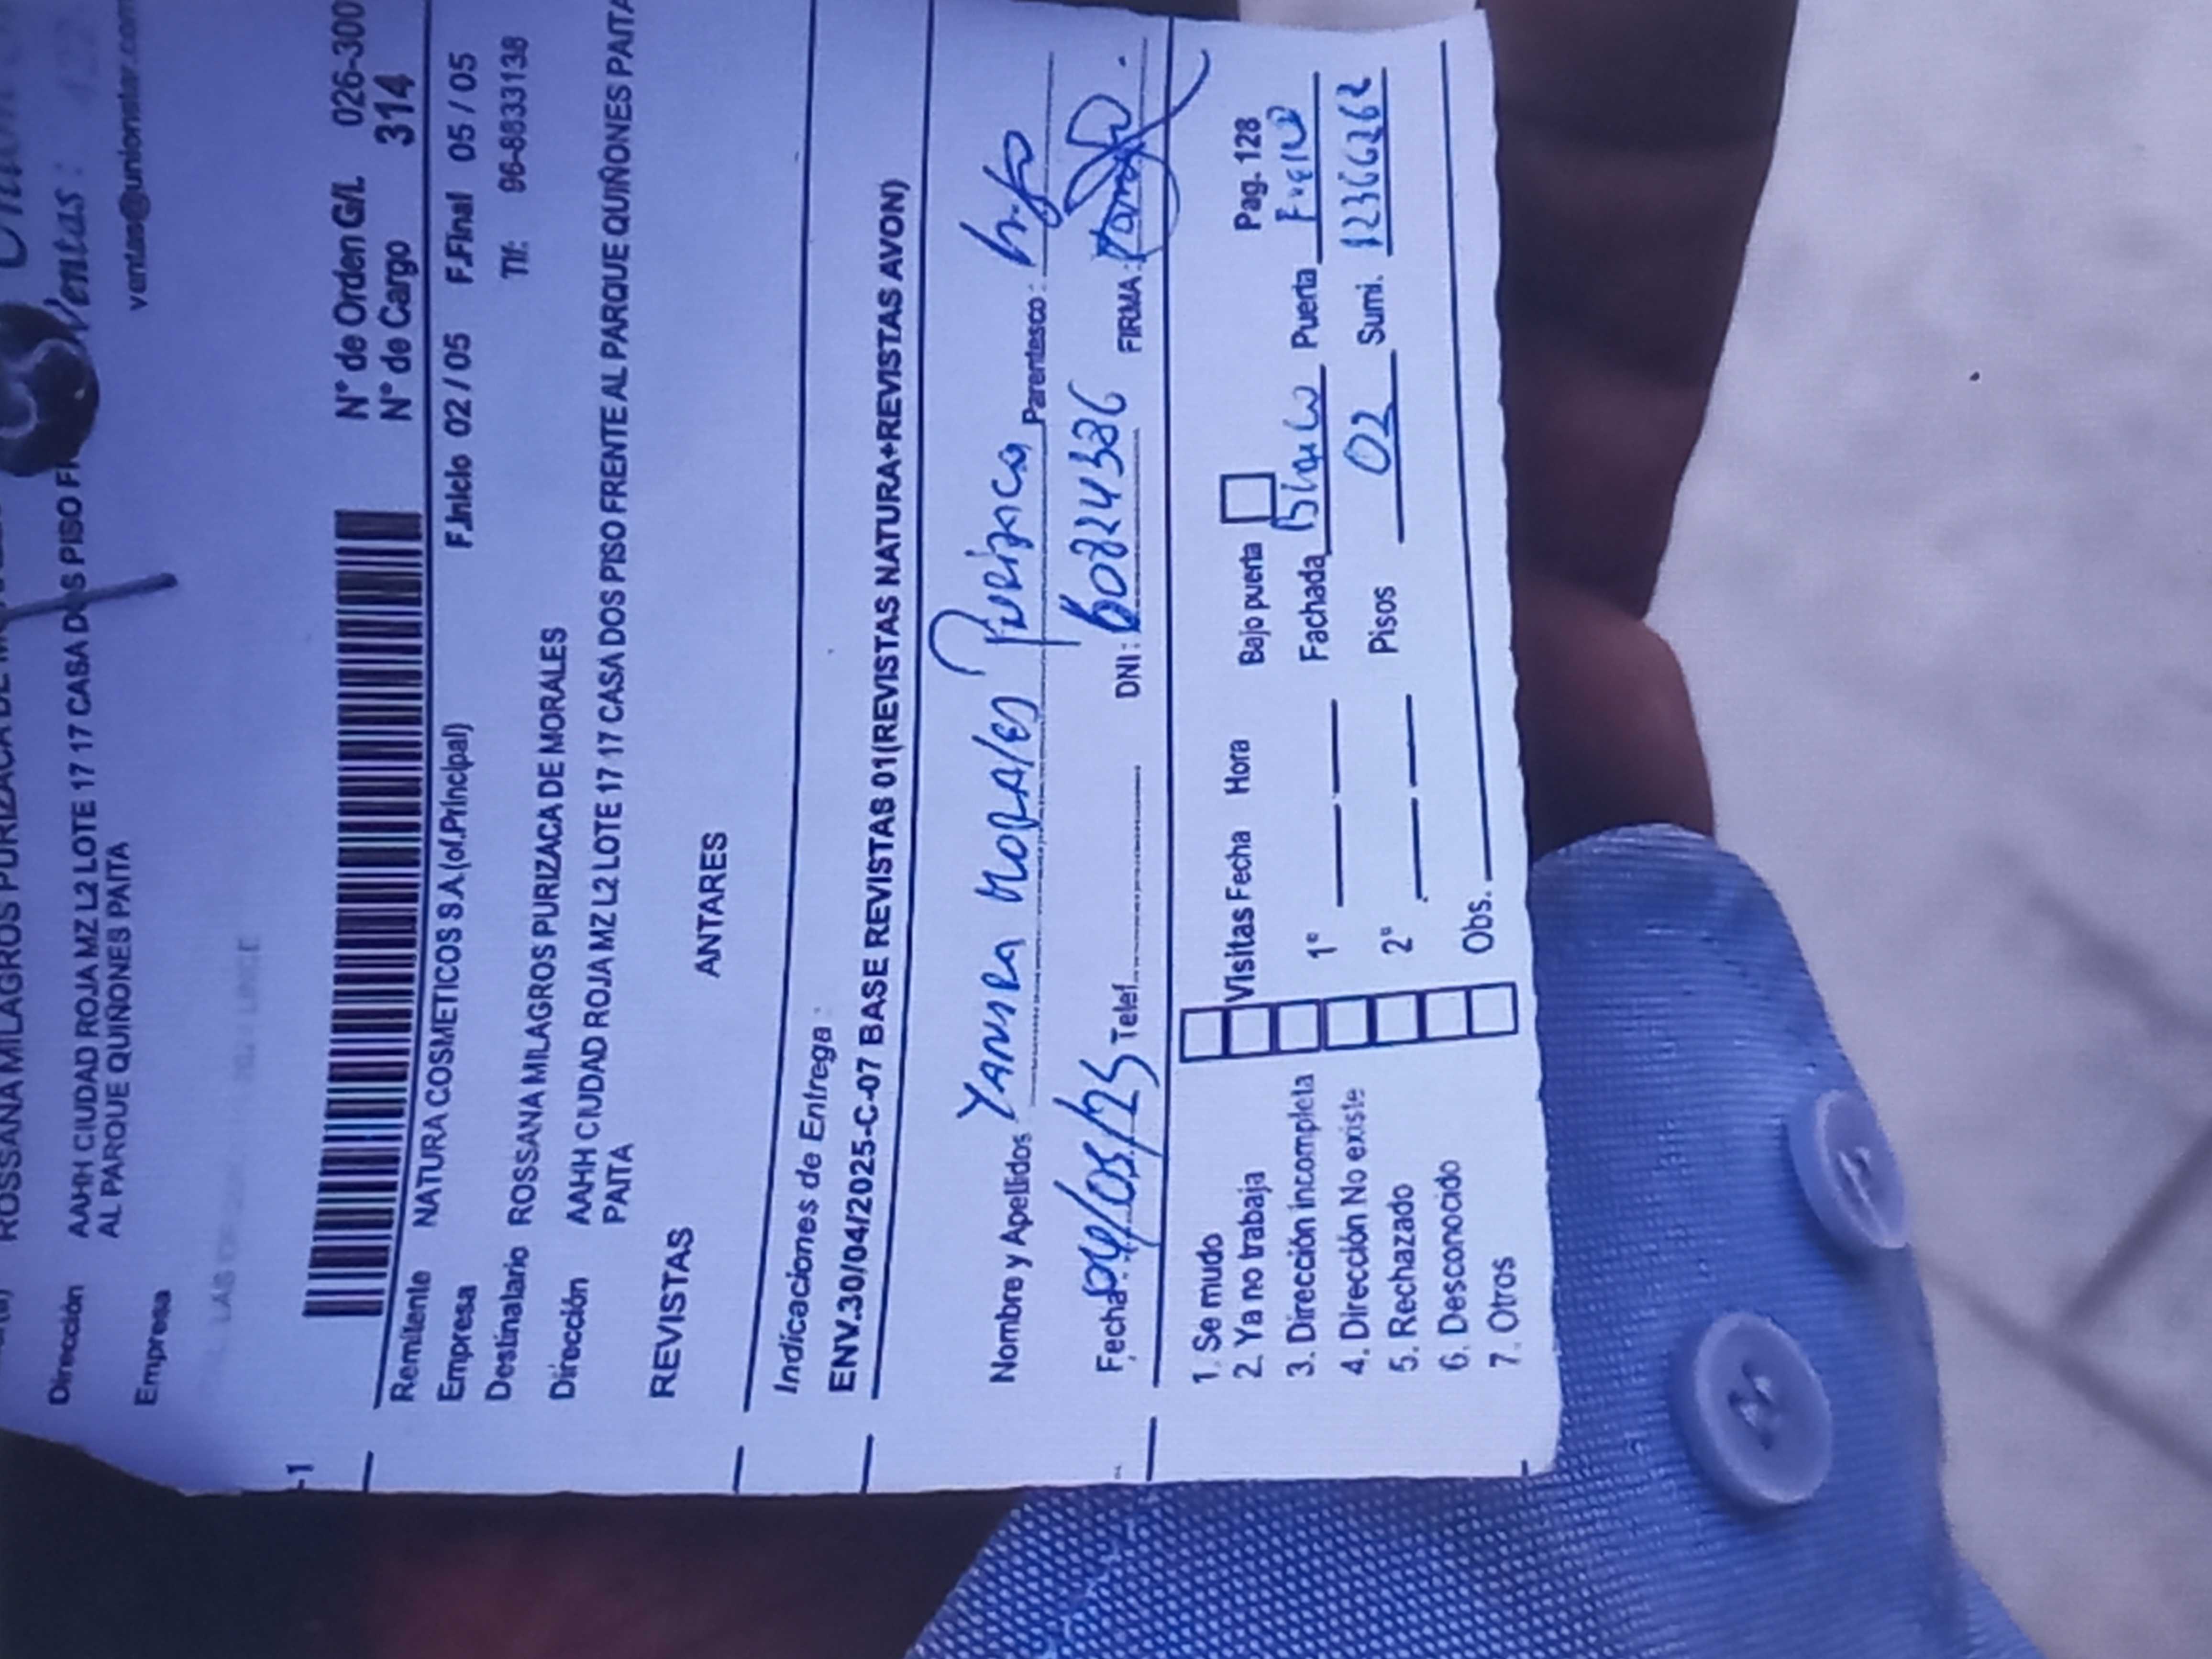 ROSSANA MILAGROS PURIZACA DE
Dirección AAHH CIUDAD ROJA MZ L2 LOTE 17 17 CASA DOS PISO
AL PARQUE QUIÑONES PAITA
Ventas:
ventas@unionstar.com
Empresa
N° de Orden G/L 026-300
N° de Cargo 314
Remitente NATURA COSMETICOS S.A.(of.Principal)
F.Inicio 02 / 05 F.Final 05 / 05
Empresa
Tlf: 96-8833138
Destinatario ROSSANA MILAGROS PURIZACA DE MORALES
Dirección AAHH CIUDAD ROJA MZ L2 LOTE 17 17 CASA DOS PISO FRENTE AL PARQUE QUIÑONES PAITA
PAITA
REVISTAS ANTARES
Indicaciones de Entrega :
ENV.30/04/2025-C-07 BASE REVISTAS 01(REVISTAS NATURA+REVISTAS AVON)
Nombre y Apellidos Morales Purizaca Parentesco :
Fecha: /05/25 Telef. DNI: FIRMA:
1. Se mudo
2. Ya no trabaja Visitas Fecha Hora Bajo puerta Pag. 128
3. Dirección incompleta 1° Fachada Puerta
4. Dirección No existe
5. Rechazado 2° Pisos 02 Sumi. 12366262
6. Desconocido
7. Otros Obs.